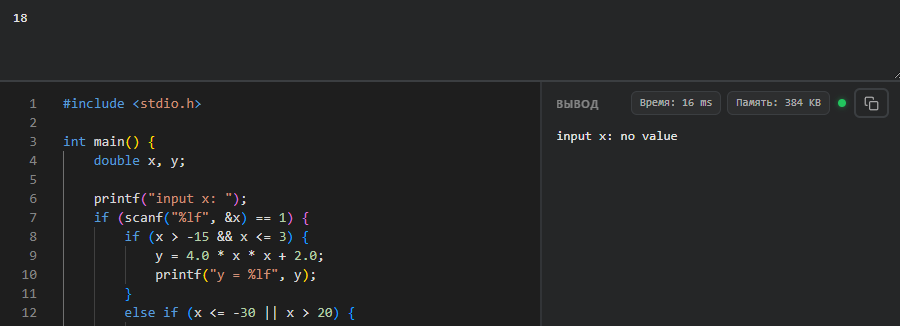 18
1 #include <stdio.h>
2
3 int main() {
4 double x, y;
5
6 printf("input x: ");
7 if (scanf("%lf", &x) == 1) {
8 if (x > -15 && x <= 3) {
9 y = 4.0 * x * x + 2.0;
10 printf("y = %lf", y);
11 }
12 else if (x <= -30 || x > 20) {
ВЫВОД Время: 16 ms Память: 384 KB
input x: no value